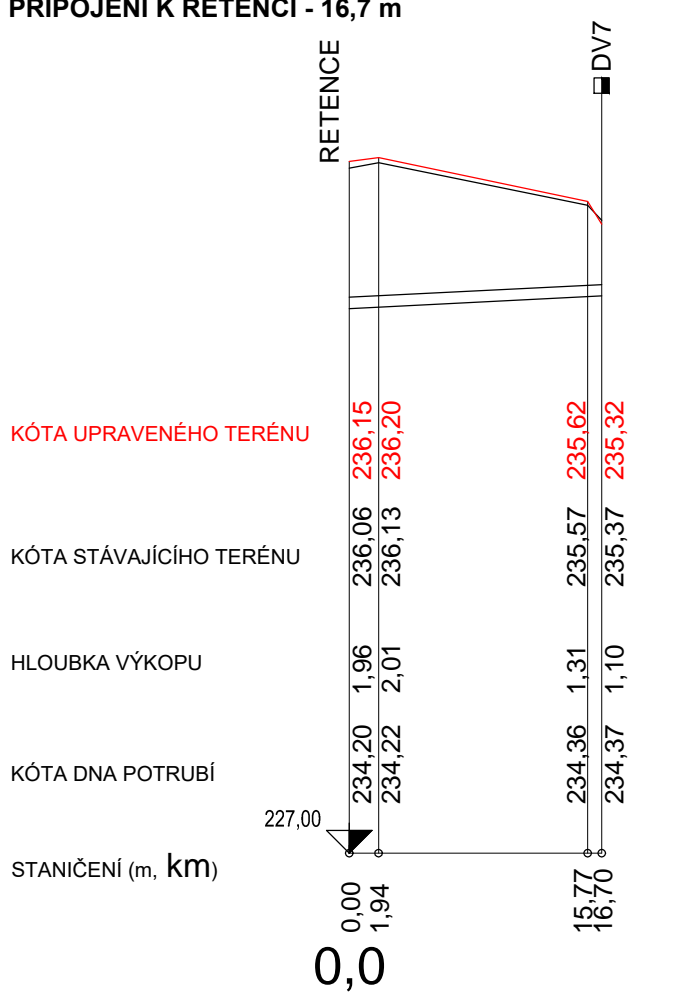 PŘIPOJENÍ K RETENCI - 16,7 m
RETENCE
DV7
KÓTA UPRAVENÉHO TERÉNU
236,15
236,20
235,62
235,32
KÓTA STÁVAJÍCÍHO TERÉNU
236,06
236,13
235,57
235,37
HLOUBKA VÝKOPU
1,96
2,01
1,31
1,10
KÓTA DNA POTRUBÍ
234,20
234,22
234,36
234,37
227,00
STANIČENÍ (m, km)
0,00
1,94
15,77
16,70
0,0